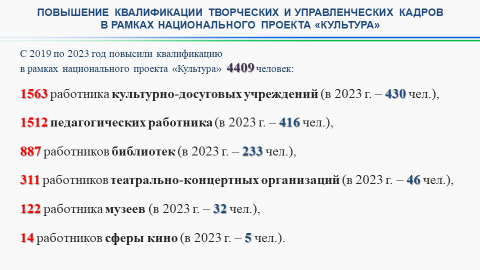 ПОВЫШЕНИЕ КВАЛИФИКАЦИИ ТВОРЧЕСКИХ И УПРАВЛЕНЧЕСКИХ КАДРОВ
В РАМКАХ НАЦИОНАЛЬНОГО ПРОЕКТА «КУЛЬТУРА»
С 2019 по 2023 год повысили квалификацию
в рамках национального проекта «Культура» 4409 человек:
1563 работника культурно-досуговых учреждений (в 2023 г. – 430 чел.),
1512 педагогических работника (в 2023 г. – 416 чел.),
887 работников библиотек (в 2023 г. – 233 чел.),
311 работников театрально-концертных организаций (в 2023 г. – 46 чел.),
122 работника музеев (в 2023 г. – 32 чел.),
14 работников сферы кино (в 2023 г. – 5 чел.).